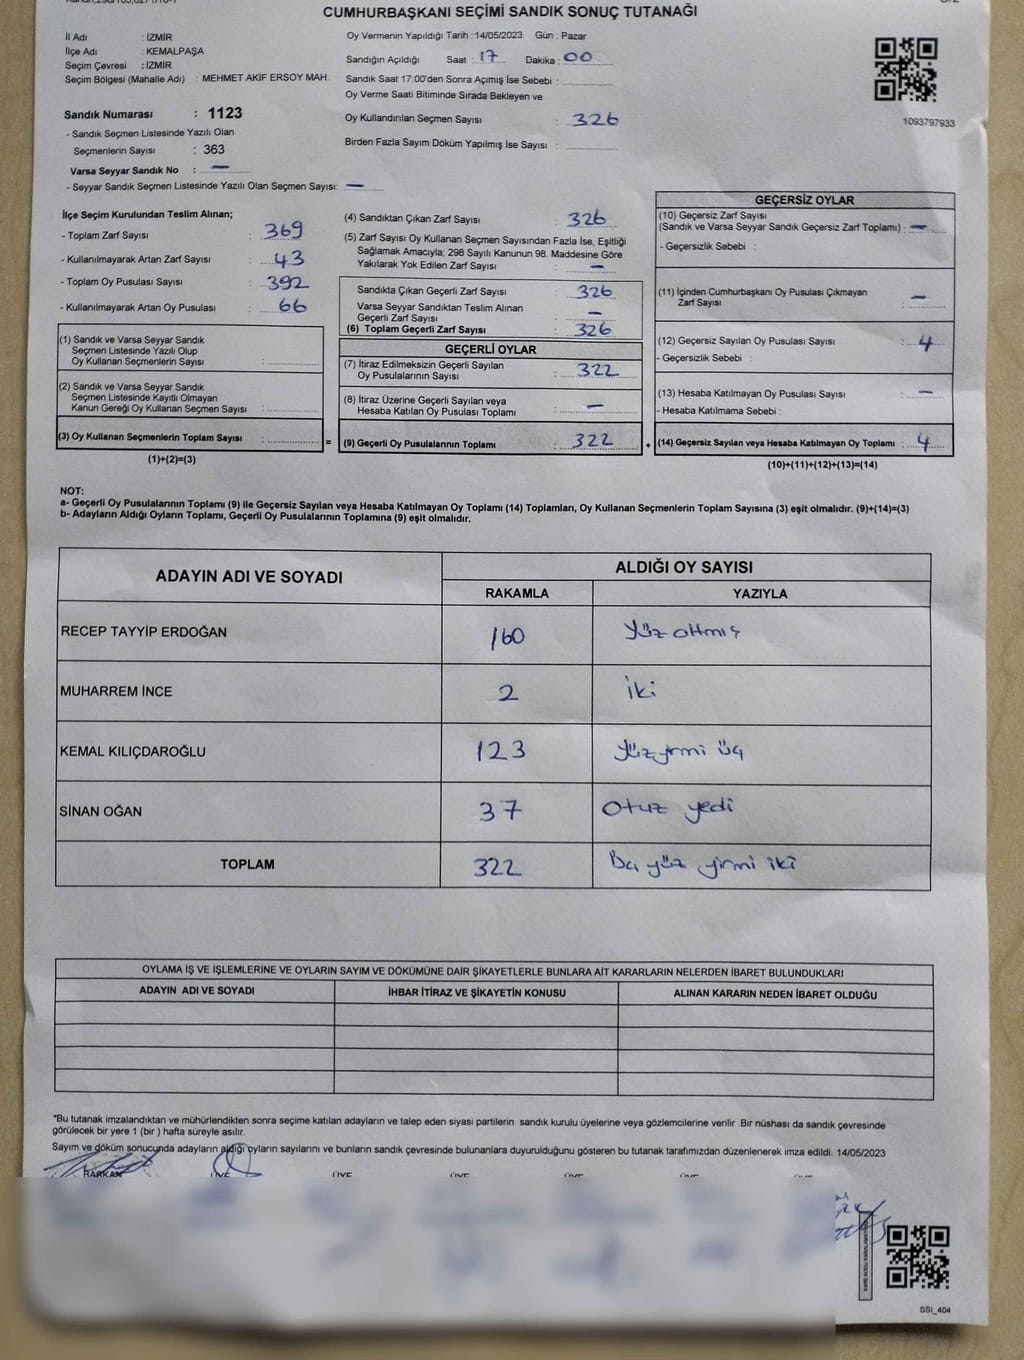 CUMHURBAŞKANI SEÇİMİ SANDIK SONUÇ TUTANAĞI
İl Adı : İZMİR
İlçe Adı : KEMALPAŞA
Seçim Çevresi : İZMİR
Seçim Bölgesi (Mahalle Adı) : MEHMET AKİF ERSOY MAH
Sandık Numarası : 1123
- Sandık Seçmen Listesinde Yazılı Olan
Seçmenlerin Sayısı : 363
Varsa Seyyar Sandık No : —
- Seyyar Sandık Seçmen Listesinde Yazılı Olan Seçmen Sayısı: —
Oy Vermenin Yapıldığı Tarih : 14/05/2023 Gün : Pazar
Sandığın Açıldığı Saat : 17 Dakika : 00
Sandık Saat 17:00'den Sonra Açımış İse Sebebi :
Oy Verme Saati Bitiminde Sırada Bekleyen ve
Oy Kullandırılan Seçmen Sayısı : 326
Birden Fazla Sayım Döküm Yapılmış İse Sayısı :
1093797933
İlçe Seçim Kurulundan Teslim Alınan;
- Toplam Zarf Sayısı : 369
- Kullanılmayarak Artan Zarf Sayısı : 43
- Toplam Oy Pusulası Sayısı : 392
- Kullanılmayarak Artan Oy Pusulası : 66
(1) Sandık ve Varsa Seyyar Sandık
Seçmen Listesinde Yazılı Olup
Oy Kullanan Seçmenlerin Sayısı :
(2) Sandık ve Varsa Seyyar Sandık
Seçmen Listesinde Kayıtlı Olmayan
Kanun Gereği Oy Kullanan Seçmen Sayısı :
(3) Oy Kullanan Seçmenlerin Toplam Sayısı : =
(1)+(2)=(3)
(4) Sandıktan Çıkan Zarf Sayısı : 326
(5) Zarf Sayısı Oy Kullanan Seçmen Sayısından Fazla İse, Eşitliği
Sağlamak Amacıyla; 298 Sayılı Kanunun 98. Maddesine Göre
Yakılarak Yok Edilen Zarf Sayısı : —
Sandıkta Çıkan Geçerli Zarf Sayısı : 326
Varsa Seyyar Sandıktan Teslim Alınan
Geçerli Zarf Sayısı : —
(6) Toplam Geçerli Zarf Sayısı : 326
GEÇERLİ OYLAR
(7) İtiraz Edilmeksizin Geçerli Sayılan
Oy Pusulalarının Sayısı : 322
(8) İtiraz Üzerine Geçerli Sayılan veya
Hesaba Katılan Oy Pusulası Toplamı : —
(9) Geçerli Oy Pusulalarının Toplamı : 322 +
GEÇERSİZ OYLAR
(10) Geçersiz Zarf Sayısı
(Sandık ve Varsa Seyyar Sandık Geçersiz Zarf Toplamı) : —
- Geçersizlik Sebebi :
(11) İçinden Cumhurbaşkanı Oy Pusulası Çıkmayan
Zarf Sayısı : —
(12) Geçersiz Sayılan Oy Pusulası Sayısı : 4
- Geçersizlik Sebebi :
(13) Hesaba Katılmayan Oy Pusulası Sayısı : —
- Hesaba Katılmama Sebebi :
(14) Geçersiz Sayılan veya Hesaba Katılmayan Oy Toplamı : 4
(10)+(11)+(12)+(13)=(14)
NOT:
a- Geçerli Oy Pusulalarının Toplamı (9) ile Geçersiz Sayılan veya Hesaba Katılmayan Oy Toplamı (14) Toplamları, Oy Kullanan Seçmenlerin Toplam Sayısına (3) eşit olmalıdır. (9)+(14)=(3)
b- Adayların Aldığı Oyların Toplamı, Geçerli Oy Pusulalarının Toplamına (9) eşit olmalıdır.
ADAYIN ADI VE SOYADI ALDIĞI OY SAYISI
RAKAMLA YAZIYLA
RECEP TAYYİP ERDOĞAN 160 Yüz altmış
MUHARREM İNCE 2 İki
KEMAL KILIÇDAROĞLU 123 Yüzyirmi üç
SİNAN OĞAN 37 Otuz yedi
TOPLAM 322 yüz yirmi iki
OYLAMA İŞ VE İŞLEMLERİNE VE OYLARIN SAYIM VE DÖKÜMÜNE DAİR ŞİKAYETLERLE BUNLARA AİT KARARLARIN NELERDEN İBARET BULUNDUKLARI
ADAYIN ADI VE SOYADI İHBAR İTİRAZ VE ŞİKAYETİN KONUSU ALINAN KARARIN NEDEN İBARET OLDUĞU
*Bu tutanak imzalandıktan ve mühürlendikten sonra seçime katılan adayların ve talep eden siyasi partilerin sandık kurulu üyelerine veya gözlemcilerine verilir .Bir nüshası da sandık çevresinde
görülecek bir yere 1 (bir ) hafta süreyle asılır.
Sayım ve döküm sonucunda adayların aldığı oyların sayılarını ve bunların sandık çevresinde bulunanlara duyurulduğunu gösteren bu tutanak tarafımızdan düzenlenerek imza edildi. 14/05/2023
BAŞKAN ÜYE ÜYE ÜYE ÜYE ÜYE ÜYE
SSİ_404